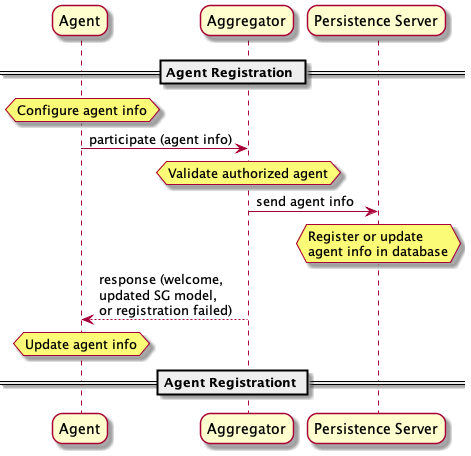 Agent Aggregator Persistence Server
Agent Registration
Configure agent info
participate (agent info)
Validate authorized agent
send agent info
Register or update
agent info in database
response (welcome,
updated SG model,
or registration failed)
Update agent info
Agent Registrationt
Agent Aggregator Persistence Server